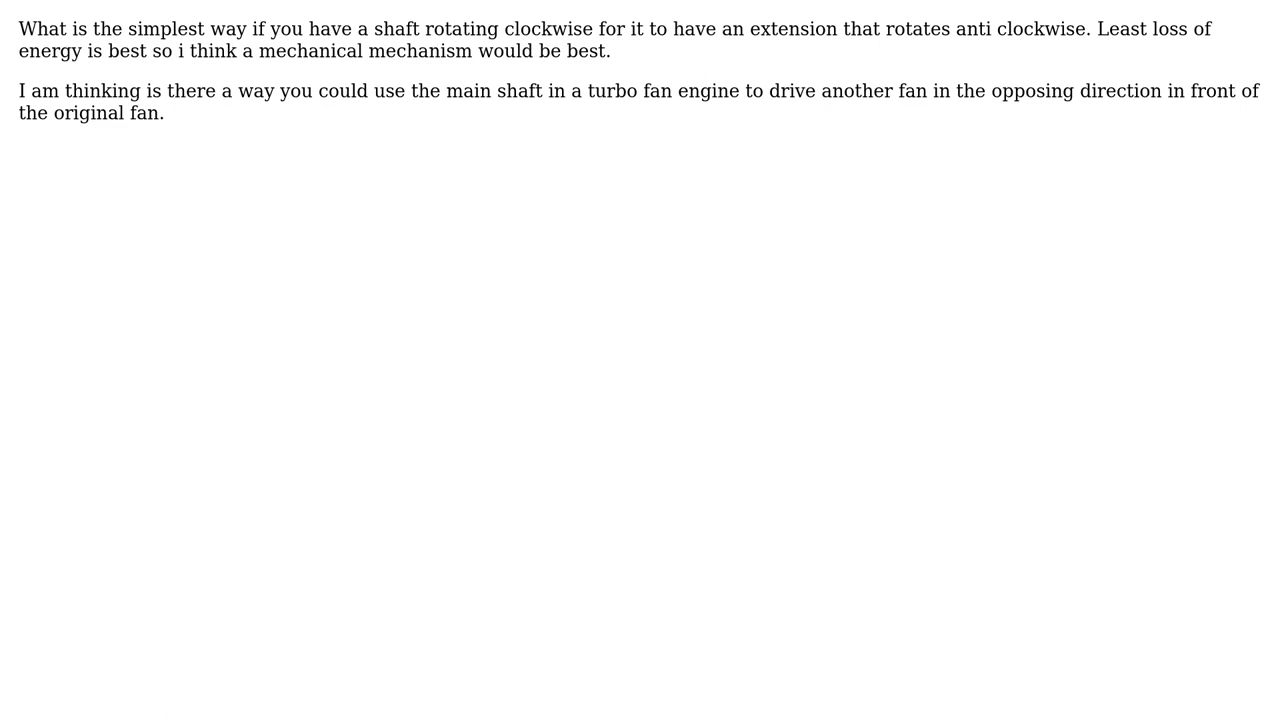 What is the simplest way if you have a shaft rotating clockwise for it to have an extension that rotates anti clockwise. Least loss of
energy is best so i think a mechanical mechanism would be best.
I am thinking is there a way you could use the main shaft in a turbo fan engine to drive another fan in the opposing direction in front of
the original fan.